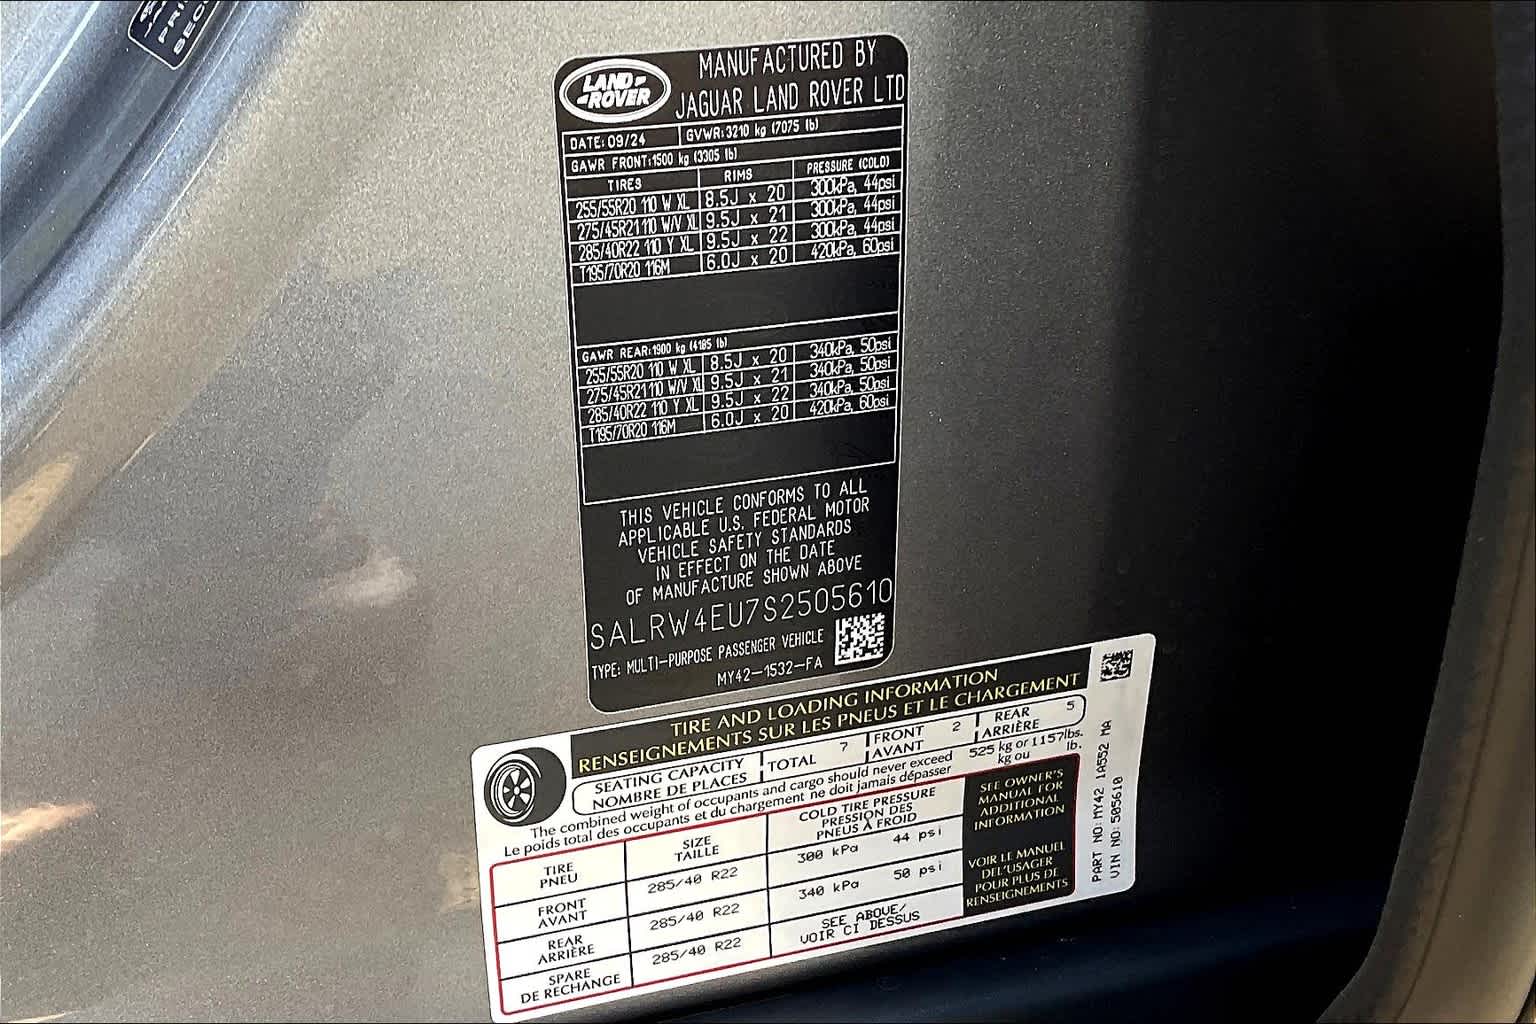 PRI
SEC
LAND-
-ROVER
MANUFACTURED BY
JAGUAR LAND ROVER LTD
DATE: 09/24 GVWR: 3210 kg (7075 lb)
GAWR FRONT: 1500 kg (3305 lb)
TIRES RIMS PRESSURE (COLD)
255/55R20 110 W XL 8.5J x 20 300kPa, 44psi
275/45R21 110 W/V XL 9.5J x 21 300kPa, 44psi
285/40R22 110 Y XL 9.5J x 22 300kPa, 44psi
T195/70R20 116M 6.0J x 20 420kPa, 60psi
GAWR REAR: 1900 kg (4185 lb)
255/55R20 110 W XL 8.5J x 20 340kPa, 50psi
275/45R21 110 W/V XL 9.5J x 21 340kPa, 50psi
285/40R22 110 Y XL 9.5J x 22 340kPa, 50psi
T195/70R20 116M 6.0J x 20 420kPa, 60psi
THIS VEHICLE CONFORMS TO ALL
APPLICABLE U.S. FEDERAL MOTOR
VEHICLE SAFETY STANDARDS
IN EFFECT ON THE DATE
OF MANUFACTURE SHOWN ABOVE
SALRW4EU7S2505610
TYPE: MULTI-PURPOSE PASSENGER VEHICLE
MY42-1532-FA
TIRE AND LOADING INFORMATION
RENSEIGNEMENTS SUR LES PNEUS ET LE CHARGEMENT
SEATING CAPACITY TOTAL 7 FRONT 2 REAR 5
NOMBRE DE PLACES AVANT ARRIÈRE
The combined weight of occupants and cargo should never exceed 525 kg or 1157lbs.
Le poids total des occupants et du chargement ne doit jamais dépasser kg ou lb.
TIRE SIZE COLD TIRE PRESSURE
PNEU TAILLE PRESSION DES
PNEUS À FROID
FRONT 285/40 R22 300 kPa 44 psi
AVANT
REAR 285/40 R22 340 kPa 50 psi
ARRIÈRE
SPARE 285/40 R22 SEE ABOVE/
DE RECHANGE VOIR CI DESSUS
SEE OWNER'S
MANUAL FOR
ADDITIONAL
INFORMATION
VOIR LE MANUEL
DEL'USAGER
POUR PLUS DE
RENSEIGNEMENTS
PART NO: MY42 1A552 MA
VIN NO: 505610